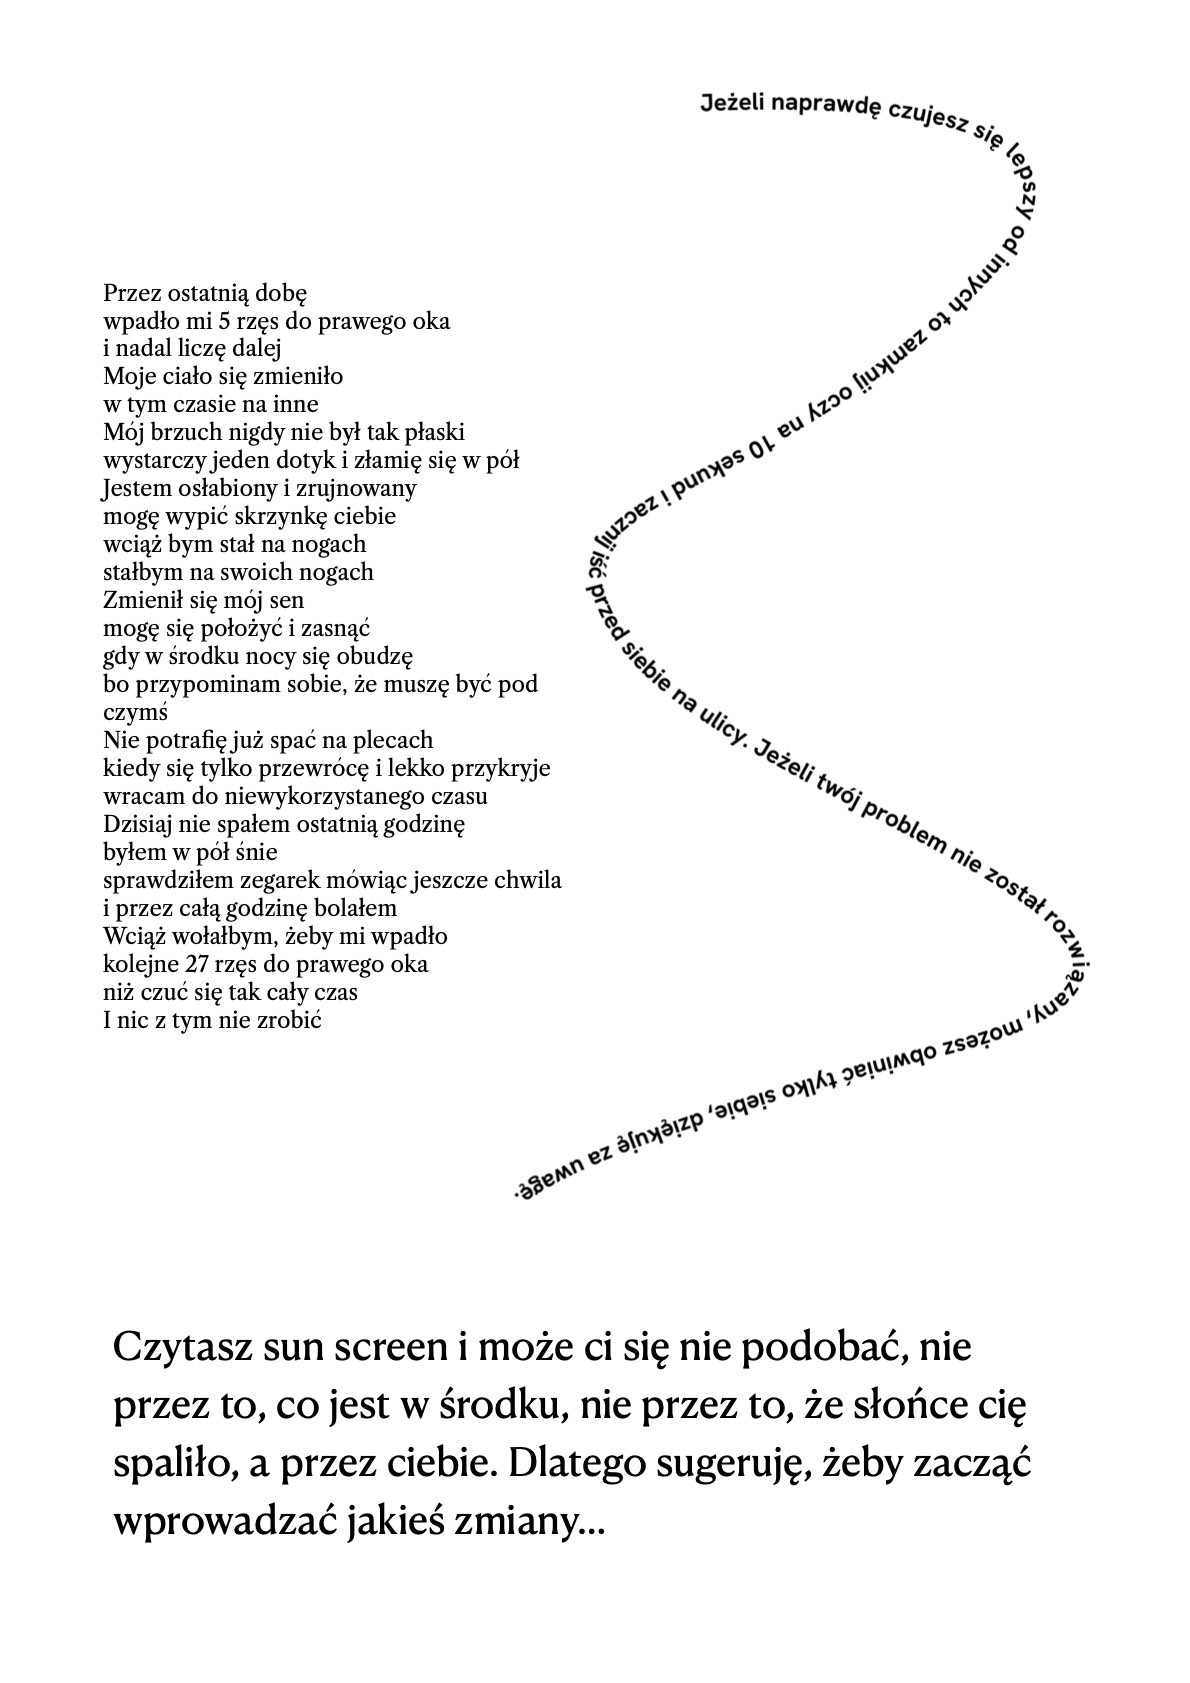 Jeżeli naprawdę czujesz się lepszy od innych to zamknij oczy na 10 sekund i zacznij iść przed siebie na ulicy. Jeżeli twój problem nie został rozwiązany, możesz obwiniać tylko siebie, dziękuję za uwagę.
Przez ostatnią dobę
wpadło mi 5 rzęs do prawego oka
i nadal liczę dalej
Moje ciało się zmieniło
w tym czasie na inne
Mój brzuch nigdy nie był tak płaski
wystarczy jeden dotyk i złamię się w pół
Jestem osłabiony i zrujnowany
mogę wypić skrzynkę ciebie
wciąż bym stał na nogach
stałbym na swoich nogach
Zmienił się mój sen
mogę się położyć i zasnąć
gdy w środku nocy się obudzę
bo przypominam sobie, że muszę być pod
czymś
Nie potrafię już spać na plecach
kiedy się tylko przewrócę i lekko przykryje
wracam do niewykorzystanego czasu
Dzisiaj nie spałem ostatnią godzinę
byłem w pół śnie
sprawdziłem zegarek mówiąc jeszcze chwila
i przez całą godzinę bolałem
Wciąż wołałbym, żeby mi wpadło
kolejne 27 rzęs do prawego oka
niż czuć się tak cały czas
I nic z tym nie zrobić
Czytasz sun screen i może ci się nie podobać, nie
przez to, co jest w środku, nie przez to, że słońce cię
spaliło, a przez ciebie. Dlatego sugeruję, żeby zacząć
wprowadzać jakieś zmiany...